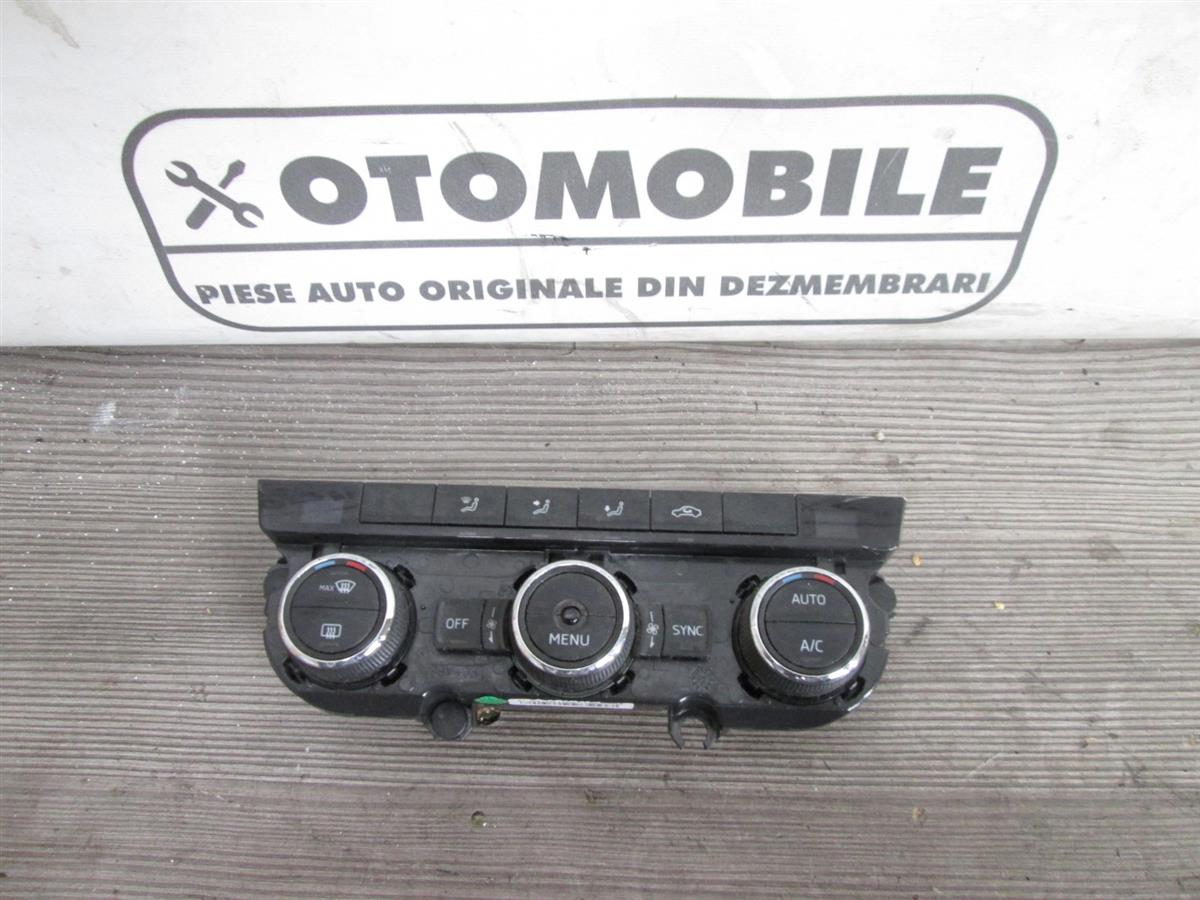 OTOMOBILE
PIESE AUTO ORIGINALE DIN DEZMEMBRARI
MAX
OFF
MENU
SYNC
AUTO
A/C